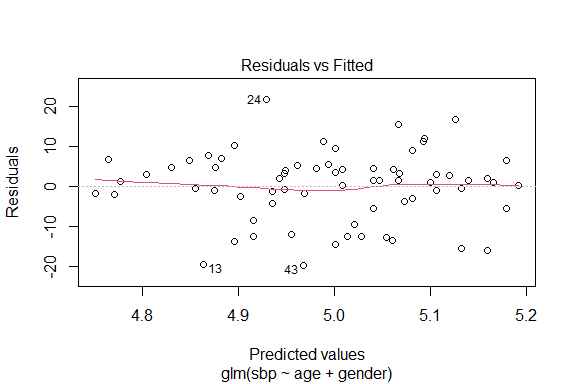 Residuals vs Fitted
Residuals
20
10
0
-10
-20
24
13
43
4.8 4.9 5.0 5.1 5.2
Predicted values
glm(sbp ~ age + gender)